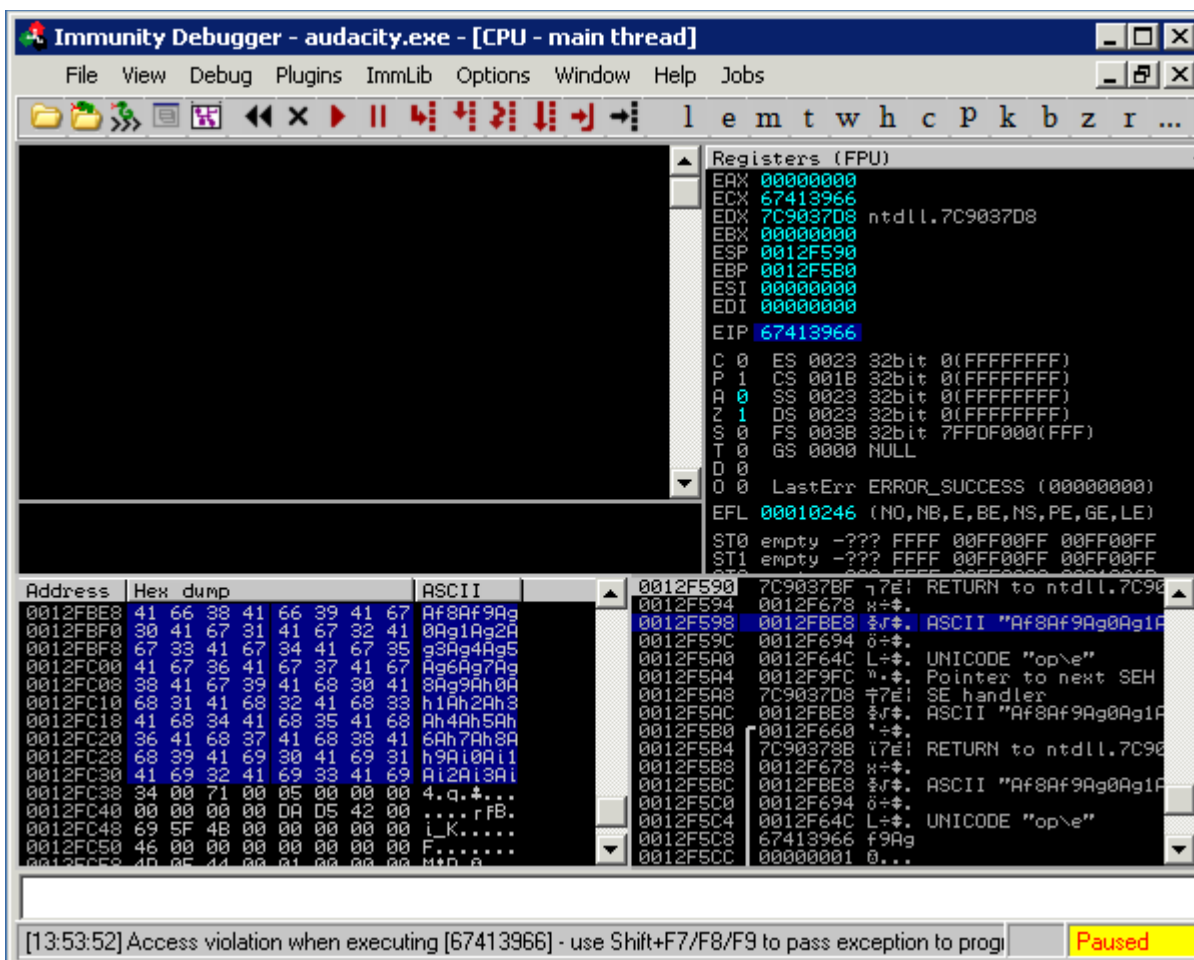 Immunity Debugger - audacity.exe - [CPU - main thread]
File View Debug Plugins ImmLib Options Window Help Jobs
l e m t w h c P k b z r ...
Registers (FPU)
EAX 00000000
ECX 67413966
EDX 7C9037D8 ntdll.7C9037D8
EBX 00000000
ESP 0012F590
EBP 0012F5B0
ESI 00000000
EDI 00000000
EIP 67413966
C 0 ES 0023 32bit 0(FFFFFFFF)
P 1 CS 001B 32bit 0(FFFFFFFF)
A 0 SS 0023 32bit 0(FFFFFFFF)
Z 1 DS 0023 32bit 0(FFFFFFFF)
S 0 FS 003B 32bit 7FFDF000(FFF)
T 0 GS 0000 NULL
D 0
O 0 LastErr ERROR_SUCCESS (00000000)
EFL 00010246 (NO,NB,E,BE,NS,PE,GE,LE)
ST0 empty -??? FFFF 00FF00FF 00FF00FF
ST1 empty -??? FFFF 00FF00FF 00FF00FF
Address Hex dump ASCII
0012FBE8 41 66 38 41 66 39 41 67 Af8Af9Ag
0012FBF0 30 41 67 31 41 67 32 41 0Ag1Ag2A
0012FBF8 67 33 41 67 34 41 67 35 g3Ag4Ag5
0012FC00 41 67 36 41 67 37 41 67 Ag6Ag7Ag
0012FC08 38 41 67 39 41 68 30 41 8Ag9Ah0A
0012FC10 68 31 41 68 32 41 68 33 h1Ah2Ah3
0012FC18 41 68 34 41 68 35 41 68 Ah4Ah5Ah
0012FC20 36 41 68 37 41 68 38 41 6Ah7Ah8A
0012FC28 68 39 41 69 30 41 69 31 h9Ai0Ai1
0012FC30 41 69 32 41 69 33 41 69 Ai2Ai3Ai
0012FC38 34 00 71 00 05 00 00 00 4.q.♣...
0012FC40 00 00 00 00 DA D5 42 00 ....┌╒B.
0012FC48 69 5F 4B 00 00 00 00 00 i_K.....
0012FC50 46 00 00 00 00 00 00 00 F.......
0012F590 7C9037BF RETURN to ntdll.7C90
0012F594 0012F678
0012F598 0012FBE8 ASCII "Af8Af9Ag0Ag1A
0012F59C 0012F694
0012F5A0 0012F64C UNICODE "op\e"
0012F5A4 0012F9FC Pointer to next SEH
0012F5A8 7C9037D8 SE handler
0012F5AC 0012FBE8 ASCII "Af8Af9Ag0Ag1A
0012F5B0 0012F660
0012F5B4 7C90378B RETURN to ntdll.7C90
0012F5B8 0012F678
0012F5BC 0012FBE8 ASCII "Af8Af9Ag0Ag1A
0012F5C0 0012F694
0012F5C4 0012F64C UNICODE "op\e"
0012F5C8 67413966 f9Ag
0012F5CC 00000001 0...
[13:53:52] Access violation when executing [67413966] - use Shift+F7/F8/F9 to pass exception to progr
Paused